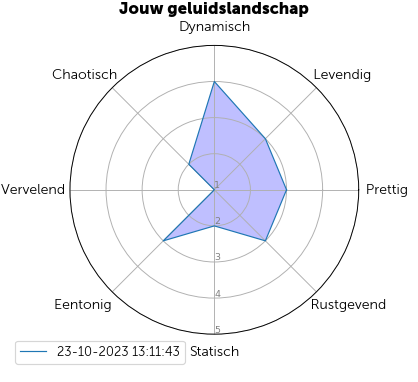 Jouw geluidslandschap
Dynamisch
Chaotisch
Levendig
Vervelend
1
Prettig
2
3
4
Eentonig
Rustgevend
5
23-10-2023 13:11:43
Statisch